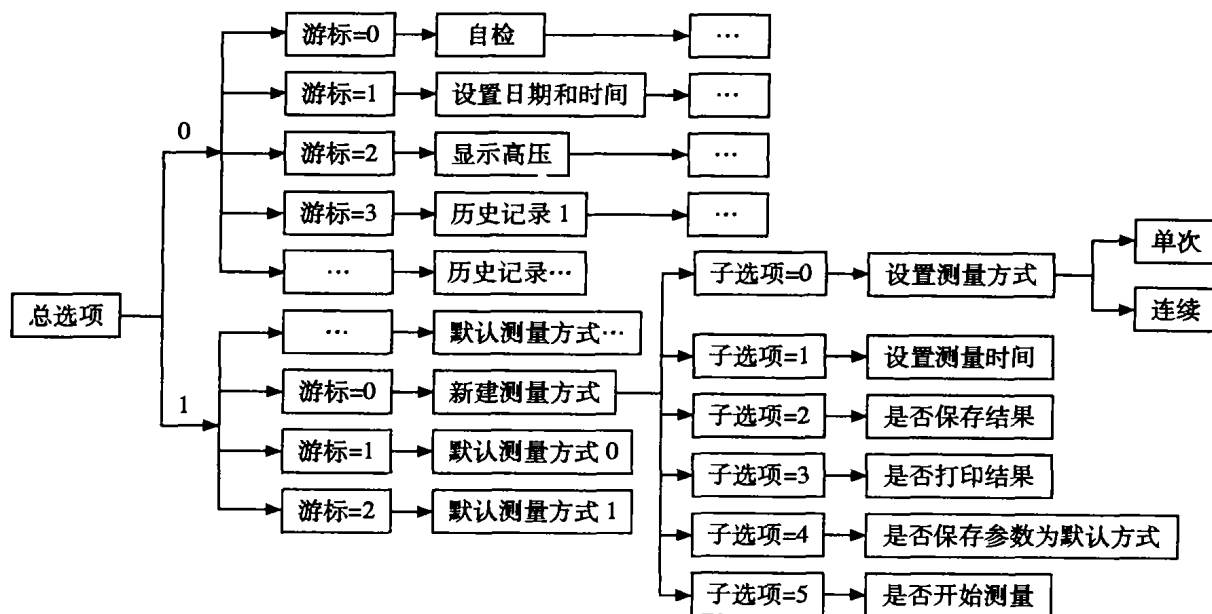 游标=0 自检 …
游标=1 设置日期和时间 …
0
游标=2 显示高压 …
游标=3 历史记录 1 …
单次
… 历史记录…
子选项=0 设置测量方式
总选项
连续
… 默认测量方式…
子选项=1 设置测量时间
游标=0 新建测量方式
1
子选项=2 是否保存结果
游标=1 默认测量方式 0
子选项=3 是否打印结果
游标=2 默认测量方式 1
子选项=4 是否保存参数为默认方式
子选项=5 是否开始测量